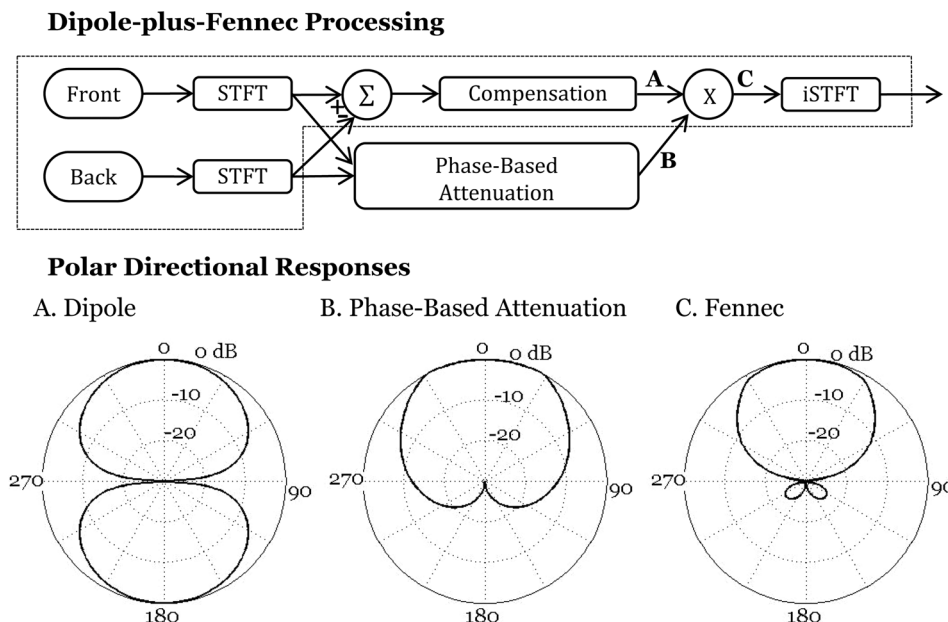 Dipole-plus-Fennec Processing
Front
STFT
+
-
Σ
Compensation
A
X
C
iSTFT
Back
STFT
Phase-Based
Attenuation
B
Polar Directional Responses
A. Dipole
B. Phase-Based Attenuation
C. Fennec
0
0 dB
-10
-20
270
90
180
0
0 dB
-10
-20
270
90
180
0
0 dB
-10
-20
270
90
180